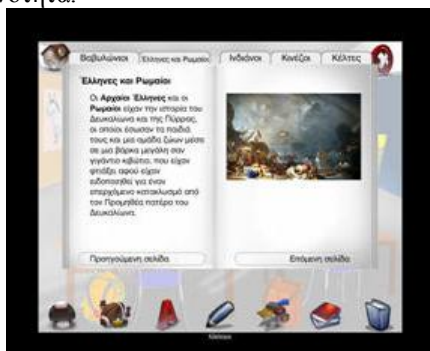 Βαβυλώνιοι
Έλληνες και Ρωμαίοι
Ινδιάνοι
Κινέζοι
Κέλτες
Έλληνες και Ρωμαίοι
Οι Αρχαίοι Έλληνες και οι
Ρωμαίοι είχαν την ιστορία του
Δευκαλίωνα και της Πύρρας,
οι οποίοι έσωσαν τα παιδιά
τους και μια ομάδα ζώων μέσα
σε μια βάρκα μεγάλη σαν
γιγάντιο κιβώτιο, που είχαν
φτιάξει αφού είχαν
ειδοποιηθεί για έναν
επερχόμενο κατακλυσμό από
τον Προμηθέα πατέρα του
Δευκαλίωνα.
Προηγούμενη σελίδα
Επόμενη σελίδα